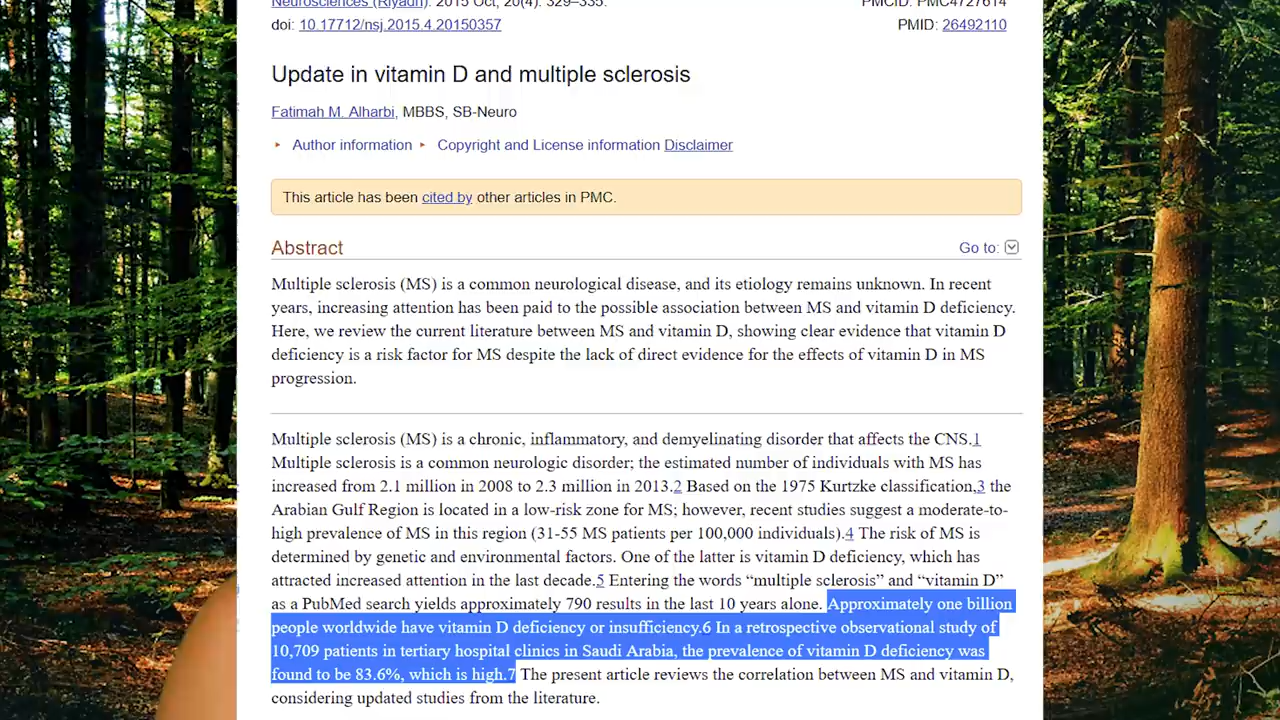 Neurosciences (Riyadh). 2015 Oct; 20(4): 329–335.
PMCID: PMC4727614
doi: 10.17712/nsj.2015.4.20150357
PMID: 26492110
Update in vitamin D and multiple sclerosis
Fatimah M. Alharbi, MBBS, SB-Neuro
Author information Copyright and License information Disclaimer
This article has been cited by other articles in PMC.
Abstract
Go to:
Multiple sclerosis (MS) is a common neurological disease, and its etiology remains unknown. In recent
years, increasing attention has been paid to the possible association between MS and vitamin D deficiency.
Here, we review the current literature between MS and vitamin D, showing clear evidence that vitamin D
deficiency is a risk factor for MS despite the lack of direct evidence for the effects of vitamin D in MS
progression.
Multiple sclerosis (MS) is a chronic, inflammatory, and demyelinating disorder that affects the CNS.1
Multiple sclerosis is a common neurologic disorder; the estimated number of individuals with MS has
increased from 2.1 million in 2008 to 2.3 million in 2013.2 Based on the 1975 Kurtzke classification,3 the
Arabian Gulf Region is located in a low-risk zone for MS; however, recent studies suggest a moderate-to-
high prevalence of MS in this region (31-55 MS patients per 100,000 individuals).4 The risk of MS is
determined by genetic and environmental factors. One of the latter is vitamin D deficiency, which has
attracted increased attention in the last decade.5 Entering the words “multiple sclerosis” and “vitamin D”
as a PubMed search yields approximately 790 results in the last 10 years alone. Approximately one billion
people worldwide have vitamin D deficiency or insufficiency.6 In a retrospective observational study of
10,709 patients in tertiary hospital clinics in Saudi Arabia, the prevalence of vitamin D deficiency was
found to be 83.6%, which is high.7 The present article reviews the correlation between MS and vitamin D,
considering updated studies from the literature.